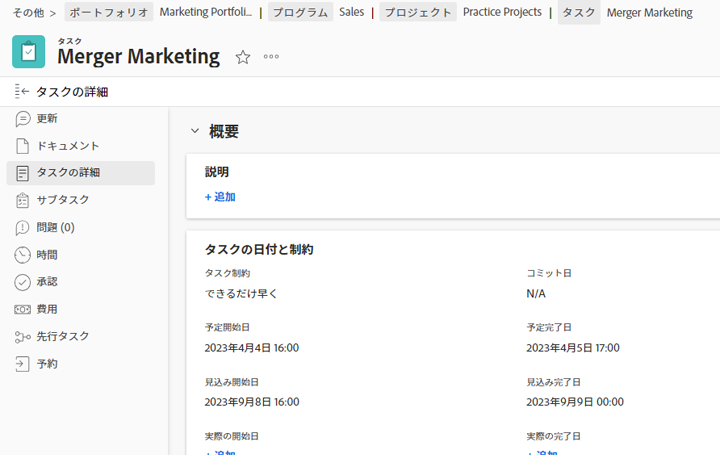 その他 > ポートフォリオ Marketing Portfoli... プログラム Sales プロジェクト Practice Projects タスク Merger Marketing
タスク
Merger Marketing
タスクの詳細
更新
ドキュメント
タスクの詳細
サブタスク
問題 (0)
時間
承認
費用
先行タスク
予約
概要
説明
+ 追加
タスクの日付と制約
タスク制約 コミット日
できるだけ早く N/A
予定開始日 予定完了日
2023年4月4日 16:00 2023年4月5日 17:00
見込み開始日 見込み完了日
2023年9月8日 16:00 2023年9月9日 00:00
実際の開始日 実際の完了日
+ 追加 + 追加